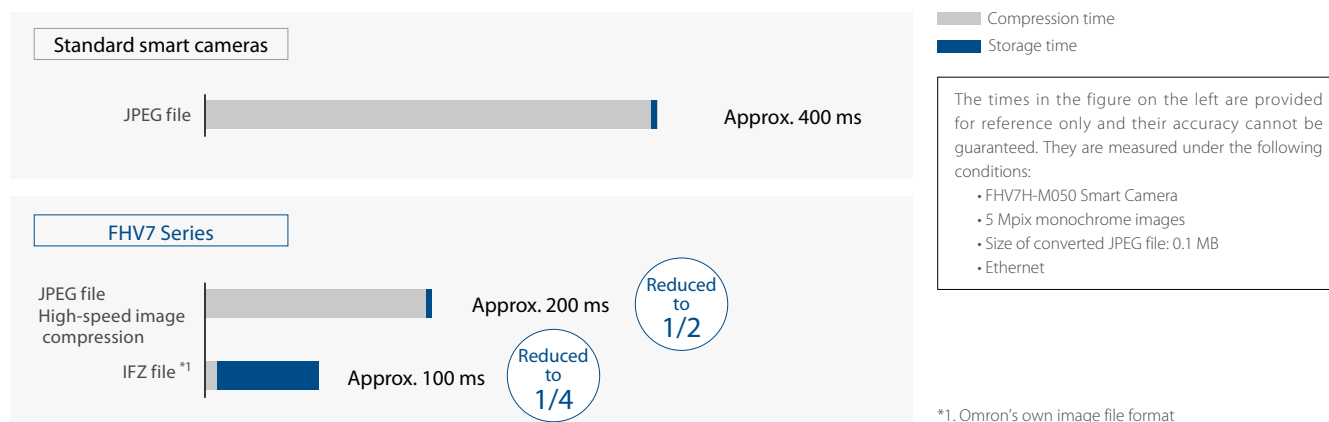 Standard smart cameras
JPEG file
Approx. 400 ms
FHV7 Series
JPEG file
High-speed image
compression
Approx. 200 ms
Reduced
to
1/2
IFZ file *1
Approx. 100 ms
Reduced
to
1/4
Compression time
Storage time
The times in the figure on the left are provided
for reference only and their accuracy cannot be
guaranteed. They are measured under the following
conditions:
• FHV7H-M050 Smart Camera
• 5 Mpix monochrome images
• Size of converted JPEG file: 0.1 MB
• Ethernet
*1. Omron's own image file format